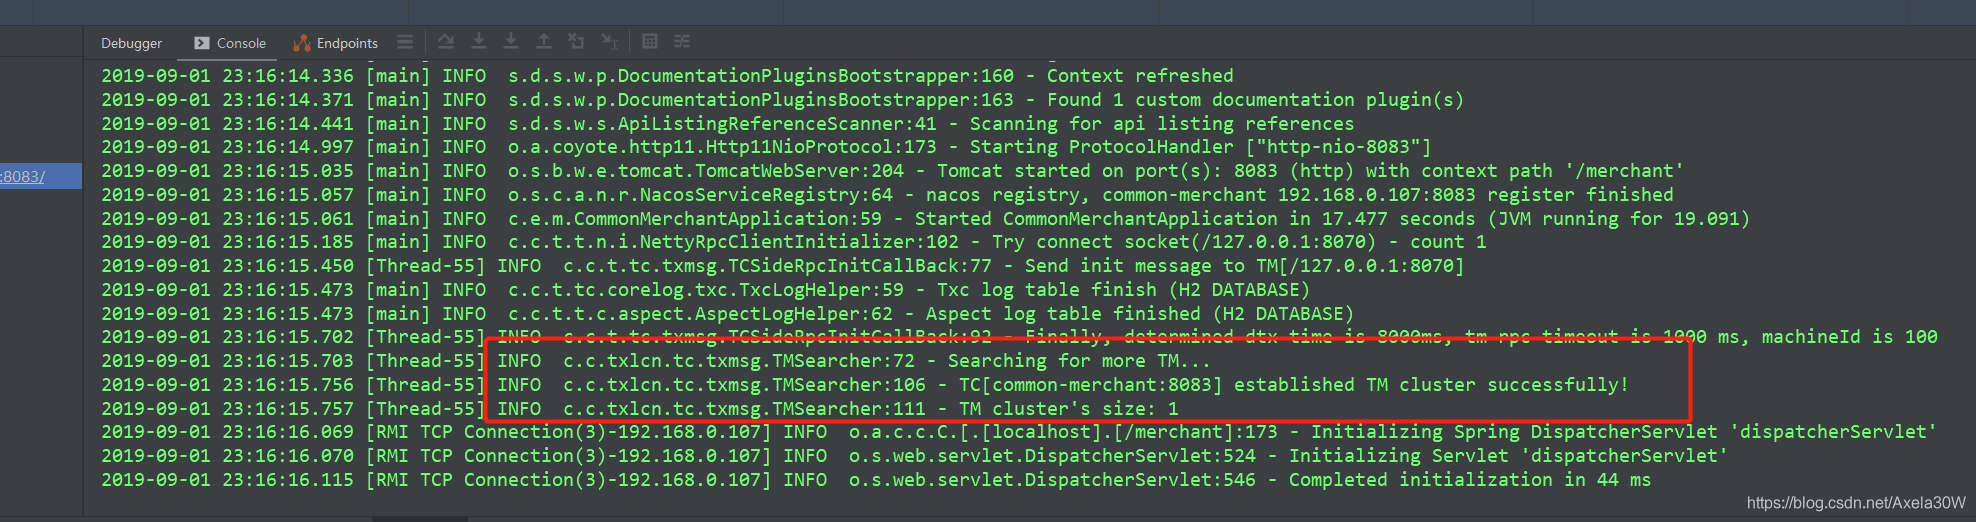 Debugger Console Endpoints
2019-09-01 23:16:14.336 [main] INFO  s.d.s.w.p.DocumentationPluginsBootstrapper:160 - Context refreshed
2019-09-01 23:16:14.371 [main] INFO  s.d.s.w.p.DocumentationPluginsBootstrapper:163 - Found 1 custom documentation plugin(s)
2019-09-01 23:16:14.441 [main] INFO  s.d.s.w.s.ApiListingReferenceScanner:41 - Scanning for api listing references
2019-09-01 23:16:14.997 [main] INFO  o.a.coyote.http11.Http11NioProtocol:173 - Starting ProtocolHandler ["http-nio-8083"]
:8083/
2019-09-01 23:16:15.035 [main] INFO  o.s.b.w.e.tomcat.TomcatWebServer:204 - Tomcat started on port(s): 8083 (http) with context path '/merchant'
2019-09-01 23:16:15.057 [main] INFO  o.s.c.a.n.r.NacosServiceRegistry:64 - nacos registry, common-merchant 192.168.0.107:8083 register finished
2019-09-01 23:16:15.061 [main] INFO  c.e.m.CommonMerchantApplication:59 - Started CommonMerchantApplication in 17.477 seconds (JVM running for 19.091)
2019-09-01 23:16:15.185 [main] INFO  c.c.t.t.n.i.NettyRpcClientInitializer:102 - Try connect socket(/127.0.0.1:8070) - count 1
2019-09-01 23:16:15.450 [Thread-55] INFO  c.c.t.tc.txmsg.TCSideRpcInitCallBack:77 - Send init message to TM[/127.0.0.1:8070]
2019-09-01 23:16:15.473 [main] INFO  c.c.t.tc.corelog.txc.TxcLogHelper:59 - Txc log table finish (H2 DATABASE)
2019-09-01 23:16:15.473 [main] INFO  c.c.t.t.c.aspect.AspectLogHelper:62 - Aspect log table finished (H2 DATABASE)
2019-09-01 23:16:15.702 [Thread-55] INFO  c.c.t.tc.txmsg.TCSideRpcInitCallBack:92 - Finally, determined dtx time is 8000ms, tm rpc timeout is 1000 ms, machineId is 100
2019-09-01 23:16:15.703 [Thread-55] INFO  c.c.txlcn.tc.txmsg.TMSearcher:72 - Searching for more TM...
2019-09-01 23:16:15.756 [Thread-55] INFO  c.c.txlcn.tc.txmsg.TMSearcher:106 - TC[common-merchant:8083] established TM cluster successfully!
2019-09-01 23:16:15.757 [Thread-55] INFO  c.c.txlcn.tc.txmsg.TMSearcher:111 - TM cluster's size: 1
2019-09-01 23:16:16.069 [RMI TCP Connection(3)-192.168.0.107] INFO  o.a.c.c.C.[.[localhost].[/merchant]:173 - Initializing Spring DispatcherServlet 'dispatcherServlet'
2019-09-01 23:16:16.070 [RMI TCP Connection(3)-192.168.0.107] INFO  o.s.web.servlet.DispatcherServlet:524 - Initializing Servlet 'dispatcherServlet'
2019-09-01 23:16:16.115 [RMI TCP Connection(3)-192.168.0.107] INFO  o.s.web.servlet.DispatcherServlet:546 - Completed initialization in 44 ms
https://blog.csdn.net/Axela30W